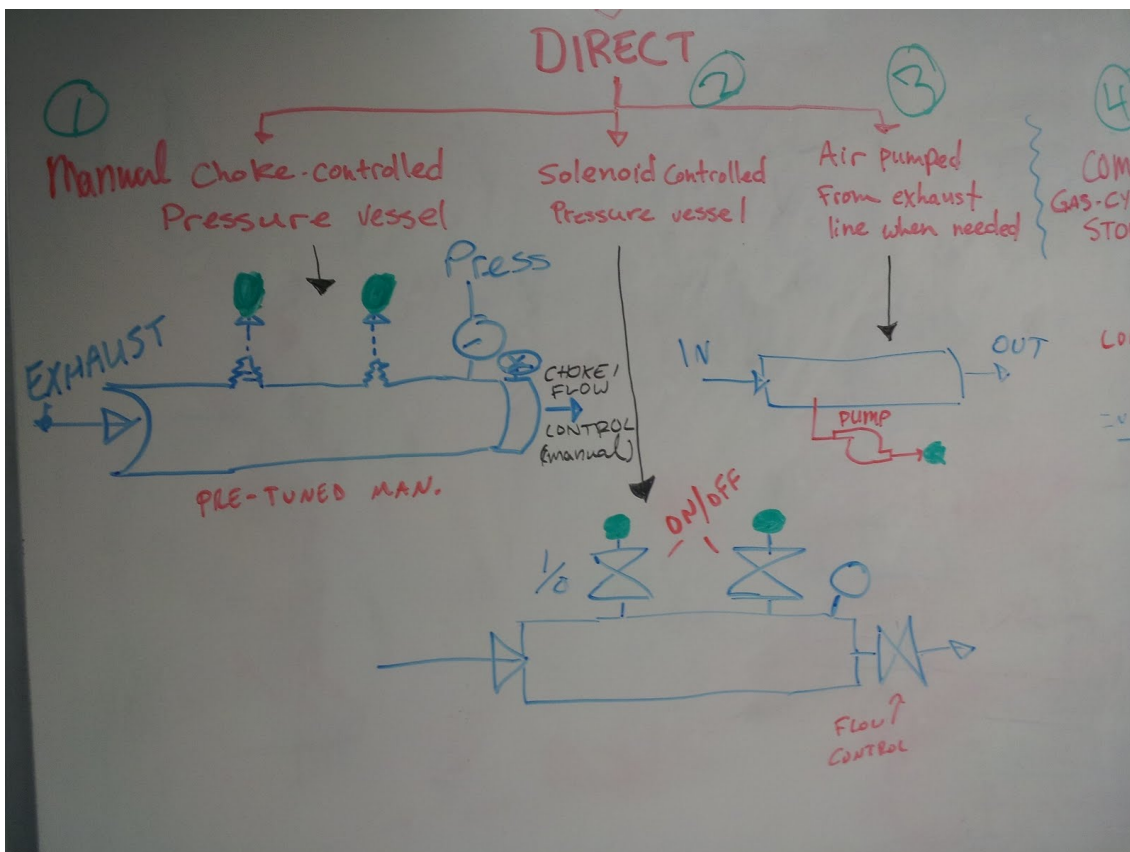 DIRECT
1
2
3
4
Manual Choke-controlled
Pressure vessel
Solenoid Controlled
Pressure vessel
Air pumped
From exhaust
line when needed
COM
GAS-CY
STO
Press
EXHAUST
CHOKE/
FLOW
CONTROL
(manual)
PRE-TUNED MAN.
IN
OUT
PUMP
ON/OFF
1/0
FLOW
CONTROL